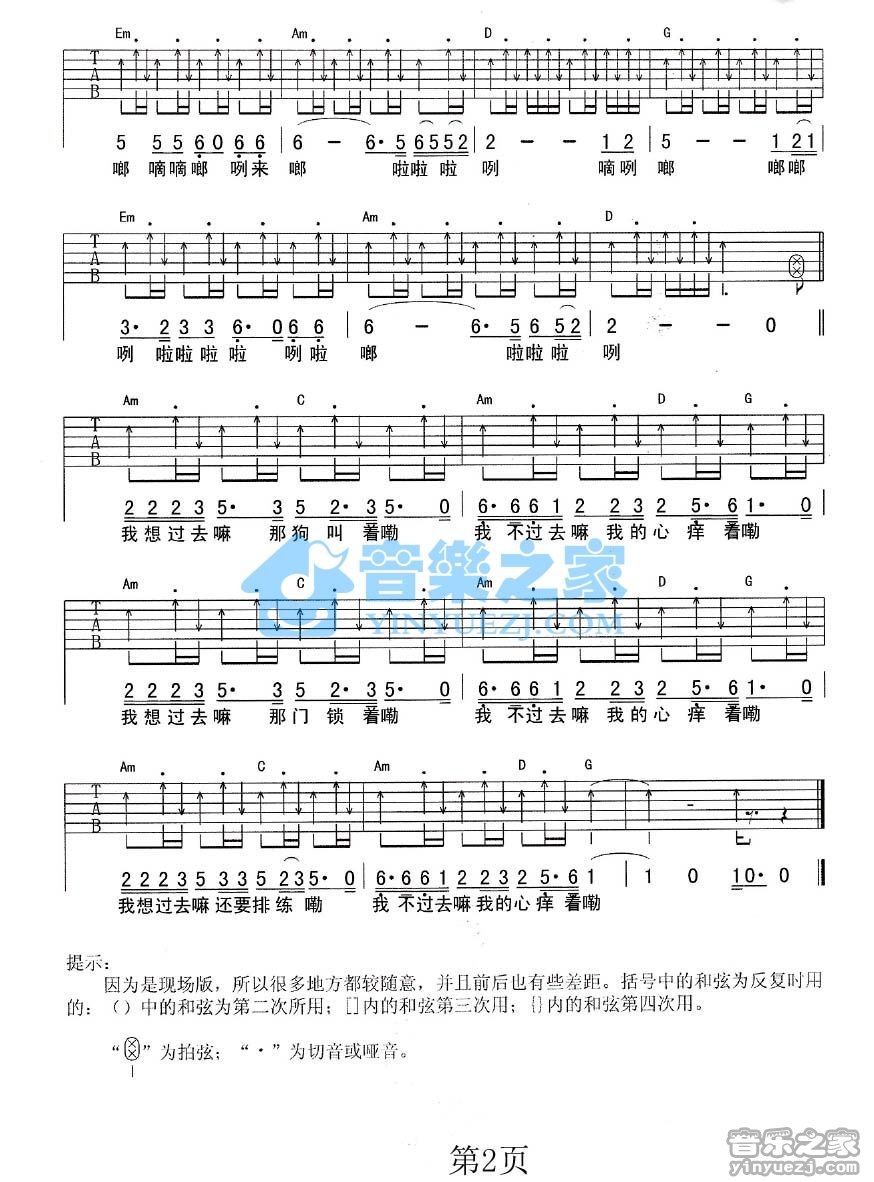 Em Am D G
T A B
5 5 5 6 0 6 6 6 - - 6· 5 6 5 5 2 2 - - 1 2 5 - - 1 2 1
啷 嘀嘀啷 咧来 啷 啦啦 啦 咧 嘀咧 啷 啷啷
Em Am D
T A B
3· 2 3 3 6· 0 6 6 6 - - 6· 5 6 5 2 2 - - 0
咧 啦啦啦啦 咧啦 啷 啦啦啦 咧
Am C Am D G
T A B
2 2 2 3 5· 3 5 2· 3 5· 0 6· 6 6 1 2 2 3 2 5· 6 1· 0
我想过去嘛 那狗叫着嘞 我 不过去嘛 我的心 痒着嘞
音樂之家
YINYUEZJ.COM
Am C Am D G
T A B
2 2 2 3 5· 3 5 2· 3 5· 0 6· 6 6 1 2 2 3 2 5· 6 1· 0
我想过去嘛 那门锁着嘞 我 不过去嘛 我的心 痒着嘞
Am C Am D G
T A B
2 2 2 3 5 3 3 5 2 3 5· 0 6· 6 6 1 2 2 3 2 5· 6 1 1 0 1 0· 0
我想过去嘛还要排练 嘞 我 不过去嘛我的心痒 着嘞
提示：
因为是现场版，所以很多地方都较随意，并且前后也有些差距。括号中的和弦为反复时用
的：（）中的和弦为第二次所用；[]内的和弦第三次用；{}内的和弦第四次用。
“ ”为拍弦；“·”为切音或哑音。
第2页
音乐之家
yinyuezj.com